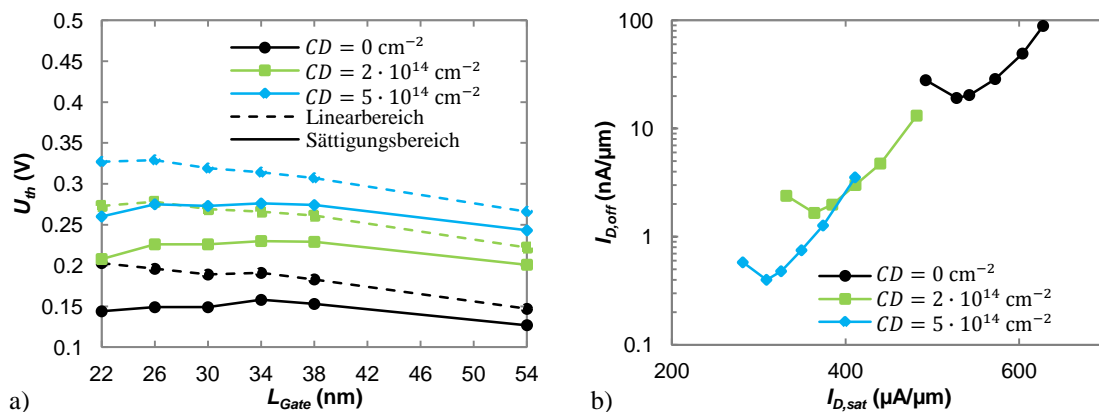 0.5
0.45
0.4
0.35
0.3
0.25
0.2
0.15
0.1
U_th (V)
CD = 0 cm⁻²
CD = 2 · 10¹⁴ cm⁻²
CD = 5 · 10¹⁴ cm⁻²
Linearbereich
Sättigungsbereich
22 26 30 34 38 42 46 50 54
L_Gate (nm)
a)
100
10
1
0.1
I_D,off (nA/µm)
CD = 0 cm⁻²
CD = 2 · 10¹⁴ cm⁻²
CD = 5 · 10¹⁴ cm⁻²
200 400 600
I_D,sat (µA/µm)
b)